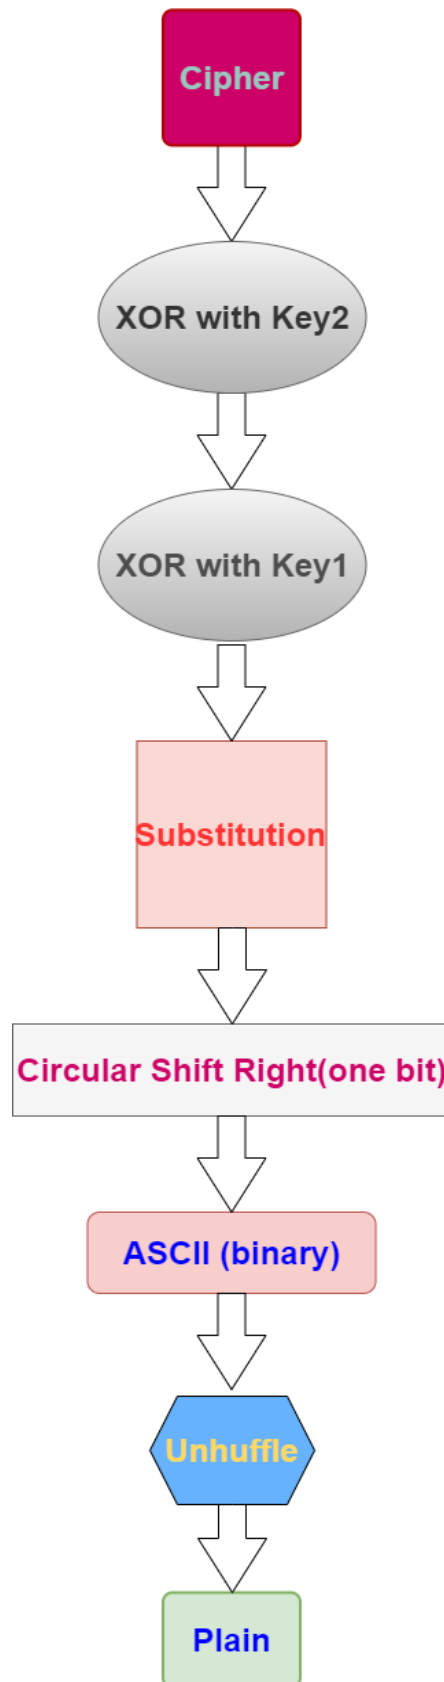 Cipher
XOR with Key2
XOR with Key1
Substitution
Circular Shift Right(one bit)
ASCII (binary)
Unhuffle
Plain